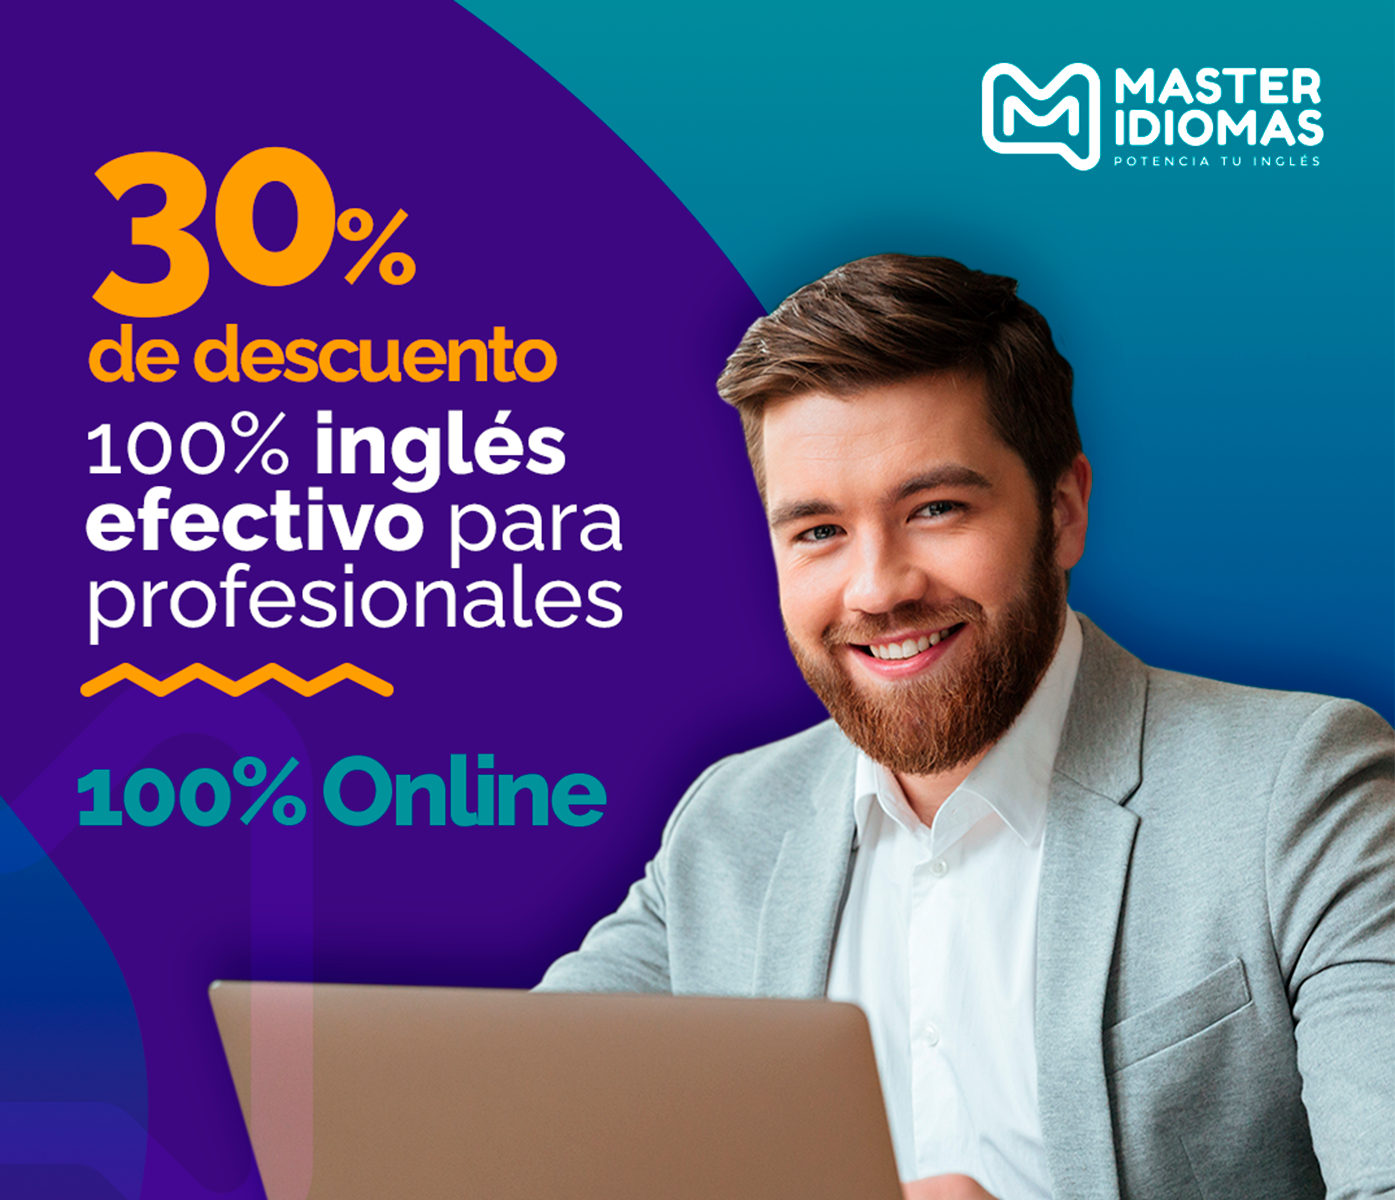 MASTER
IDIOMAS
POTENCIA TU INGLÉS
30%
de descuento
100% inglés
efectivo para
profesionales
100% Online